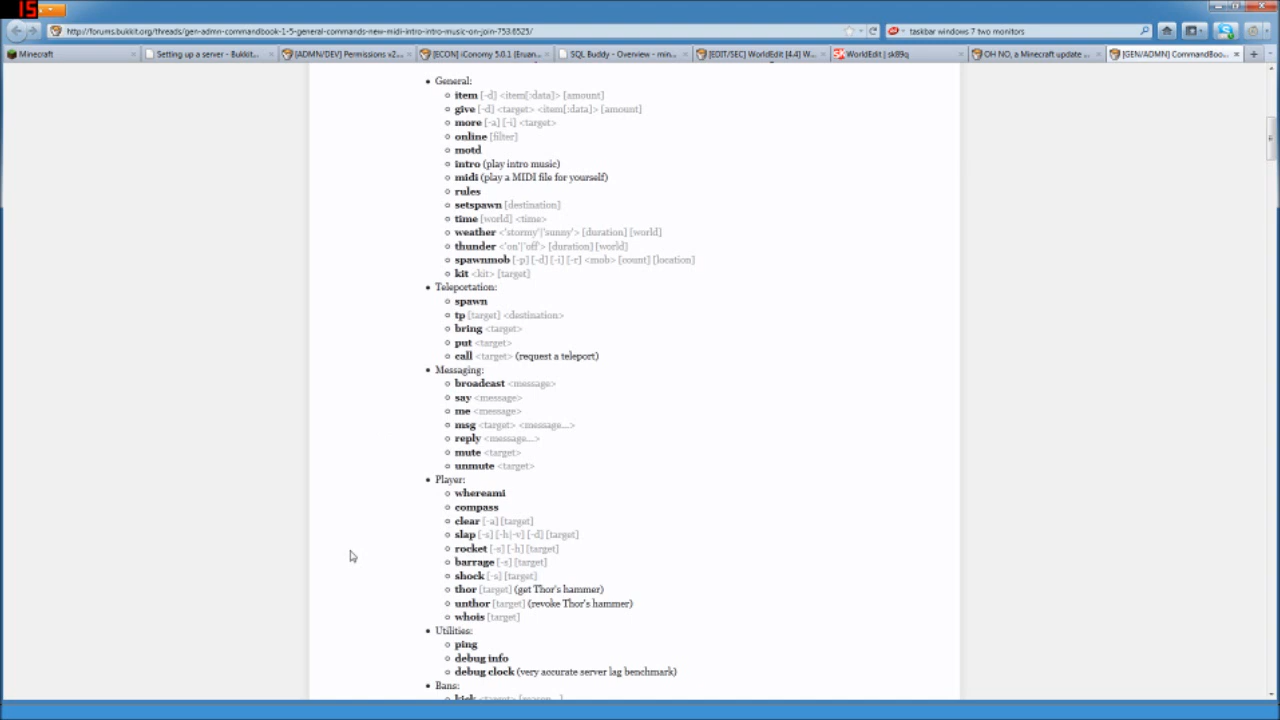 15
http://forums.bukkit.org/threads/gen-admn-commandbook-1-5-general-commands-new-midi-intro-intro-music-on-join-753.6525/
taskbar windows 7 two monitors
Minecraft
Setting up a server - Bukkit...
[ADMN/DEV] Permissions v2...
[ECON] iConomy 5.0.1 (Eruan...
SQL Buddy - Overview - min...
[EDIT/SEC] WorldEdit [4.4] W...
WorldEdit | sk89q
OH NO, a Minecraft update ...
[GEN/ADMN] CommandBoo...
General:
item [-d] <item[:data]> [amount]
give [-d] <target> <item[:data]> [amount]
more [-a] [-i] <target>
online [filter]
motd
intro (play intro music)
midi (play a MIDI file for yourself)
rules
setspawn [destination]
time [world] <time>
weather <'stormy'|'sunny'> [duration] [world]
thunder <'on'|'off'> [duration] [world]
spawnmob [-p] [-d] [-i] [-r] <mob> [count] [location]
kit <kit> [target]
Teleportation:
spawn
tp [target] <destination>
bring <target>
put <target>
call <target> (request a teleport)
Messaging:
broadcast <message>
say <message>
me <message>
msg <target> <message...>
reply <message...>
mute <target>
unmute <target>
Player:
whereami
compass
clear [-a] [target]
slap [-s] [-h|-v] [-d] [target]
rocket [-s] [-h] [target]
barrage [-s] [target]
shock [-s] [target]
thor [target] (get Thor's hammer)
unthor [target] (revoke Thor's hammer)
whois [target]
Utilities:
ping
debug info
debug clock (very accurate server lag benchmark)
Bans:
kick <target> [reason...]